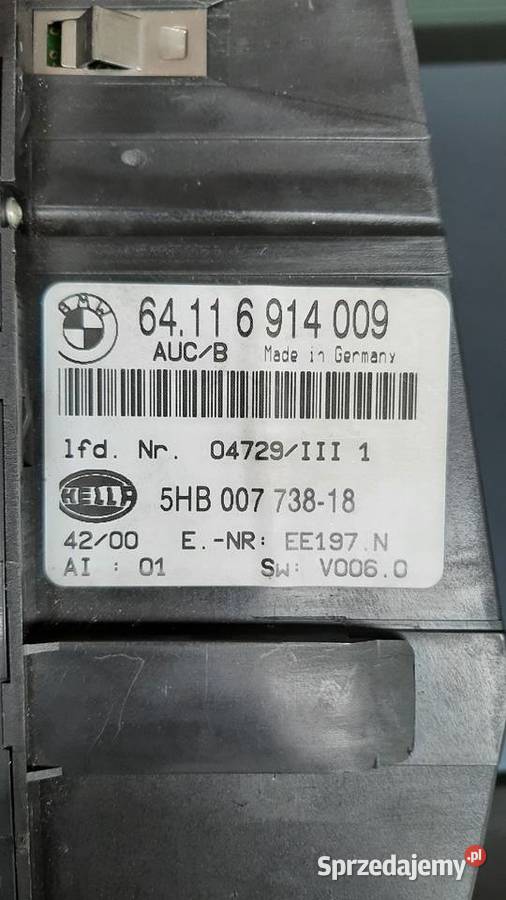 BMW
64.11 6 914 009
AUC/B Made in Germany
lfd. Nr. 04729/III 1
HELLA 5HB 007 738-18
42/00 E.-NR: EE197.N
AI : 01 SW: V006.0
Sprzedajemy.pl